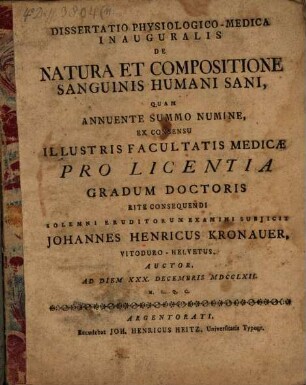 DISSERTATIO PHYSIOLOGICO-MEDICA
INAUGURALIS
DE
NATURA ET COMPOSITIONE
SANGUINIS HUMANI SANI,
QUAM
ANNUENTE SUMMO NUMINE,
EX CONSENSU
ILLUSTRIS FACULTATIS MEDICÆ
PRO LICENTIA
GRADUM DOCTORIS
RITE CONSEQUENDI
SOLEMNI ERUDITORUM EXAMINI SUBJICIT
JOHANNES HENRICUS KRONAUER,
VITODURO-HELVETUS,
AUCTOR,
AD DIEM XXX. DECEMBRIS MDCCLXII.
H. L. Q. C.
ARGENTORATI,
Excudebat JOH. HENRICUS HEITZ, Universitatis Typogr.